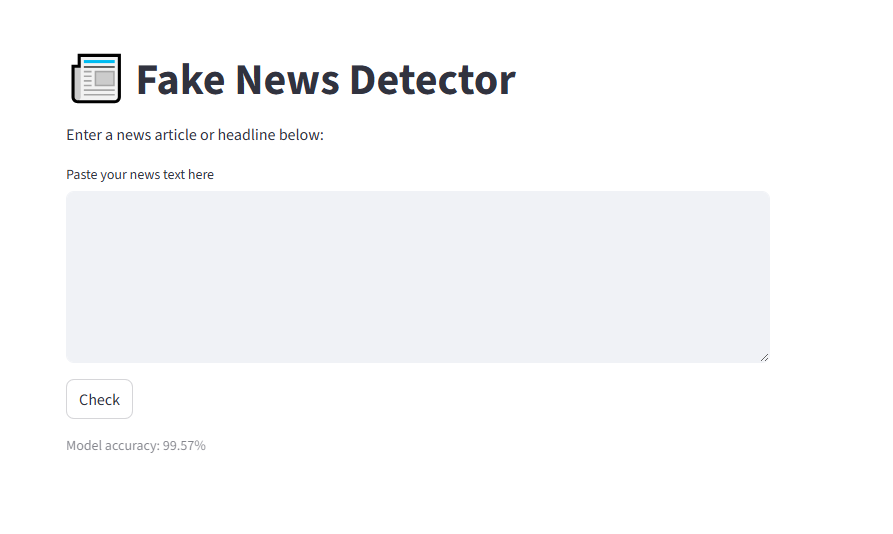 Fake News Detector
Enter a news article or headline below:
Paste your news text here
Check
Model accuracy: 99.57%